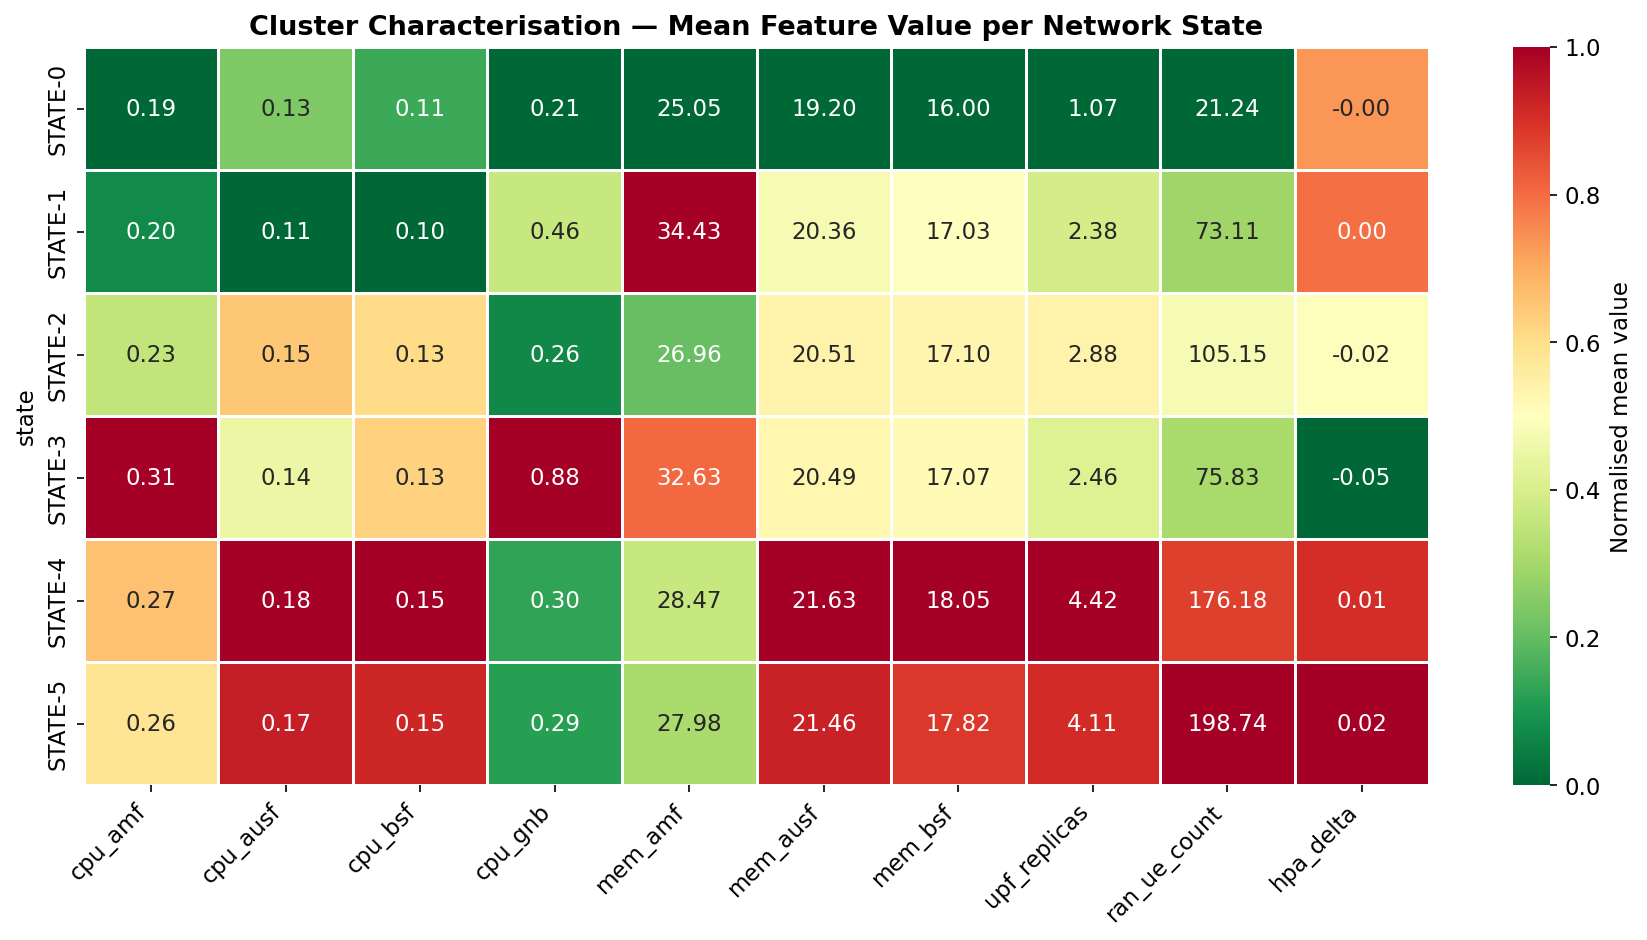 Cluster Characterisation — Mean Feature Value per Network State
STATE-0 0.19 0.13 0.11 0.21 25.05 19.20 16.00 1.07 21.24 -0.00
STATE-1 0.20 0.11 0.10 0.46 34.43 20.36 17.03 2.38 73.11 0.00
STATE-2 0.23 0.15 0.13 0.26 26.96 20.51 17.10 2.88 105.15 -0.02
STATE-3 0.31 0.14 0.13 0.88 32.63 20.49 17.07 2.46 75.83 -0.05
STATE-4 0.27 0.18 0.15 0.30 28.47 21.63 18.05 4.42 176.18 0.01
STATE-5 0.26 0.17 0.15 0.29 27.98 21.46 17.82 4.11 198.74 0.02
state
cpu_amf cpu_ausf cpu_bsf cpu_gnb mem_amf mem_ausf mem_bsf upf_replicas ran_ue_count hpa_delta
1.0
0.8
0.6
0.4
0.2
0.0
Normalised mean value